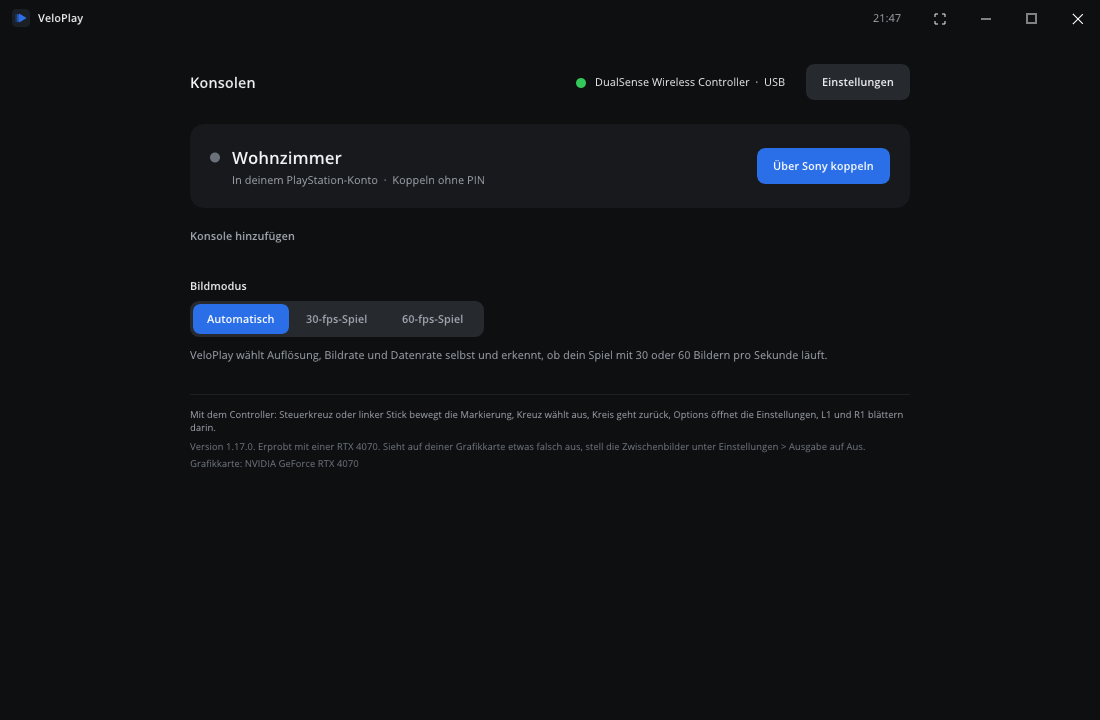 VeloPlay
21:47
Konsolen
DualSense Wireless Controller · USB
Einstellungen
Wohnzimmer
In deinem PlayStation-Konto · Koppeln ohne PIN
Über Sony koppeln
Konsole hinzufügen
Bildmodus
Automatisch
30-fps-Spiel
60-fps-Spiel
VeloPlay wählt Auflösung, Bildrate und Datenrate selbst und erkennt, ob dein Spiel mit 30 oder 60 Bildern pro Sekunde läuft.
Mit dem Controller: Steuerkreuz oder linker Stick bewegt die Markierung, Kreuz wählt aus, Kreis geht zurück, Options öffnet die Einstellungen, L1 und R1 blättern
darin.
Version 1.17.0. Erprobt mit einer RTX 4070. Sieht auf deiner Grafikkarte etwas falsch aus, stell die Zwischenbilder unter Einstellungen > Ausgabe auf Aus.
Grafikkarte: NVIDIA GeForce RTX 4070